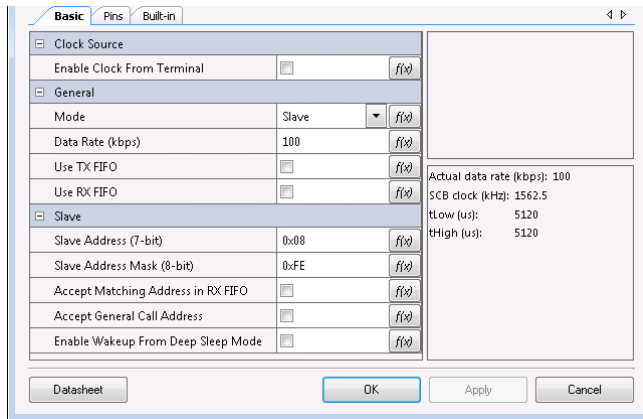 Basic Pins Built-in
Clock Source
Enable Clock From Terminal f(x)
General
Mode Slave f(x)
Data Rate (kbps) 100 f(x)
Use TX FIFO f(x)
Use RX FIFO f(x)
Slave
Slave Address (7-bit) 0x08 f(x)
Slave Address Mask (8-bit) 0xFE f(x)
Accept Matching Address in RX FIFO f(x)
Accept General Call Address f(x)
Enable Wakeup From Deep Sleep Mode f(x)
Actual data rate (kbps): 100
SCB clock (kHz): 1562.5
tLow (us): 5120
tHigh (us): 5120
Datasheet OK Apply Cancel